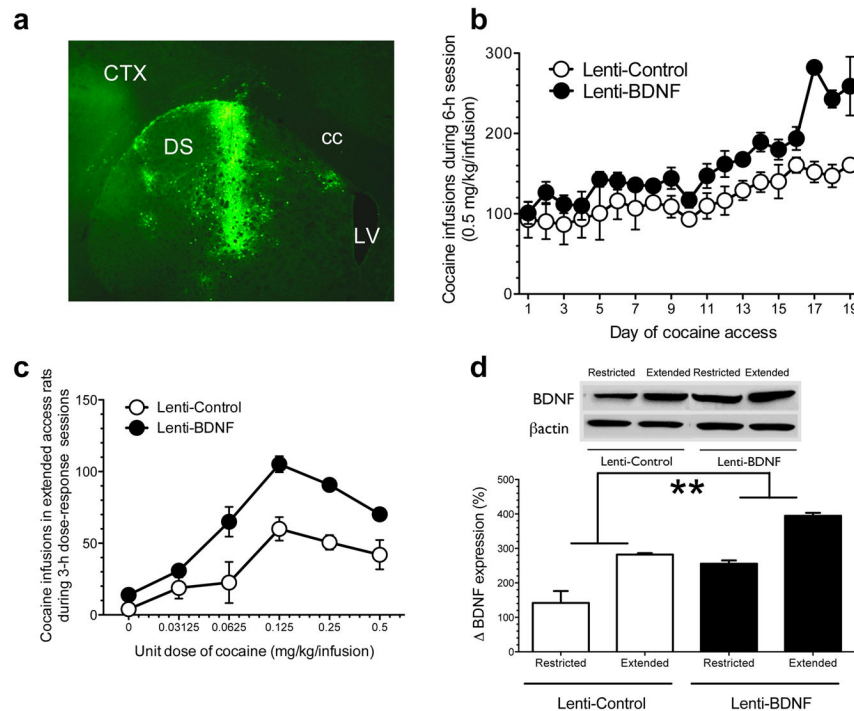 a
CTX
DS
cc
LV
b
Cocaine infusions during 6-h session
(0.5 mg/kg/infusion)
Lenti-Control
Lenti-BDNF
300
200
100
0
1
3
5
7
9
11
13
15
17
19
Day of cocaine access
c
Cocaine infusions in extended access rats
during 3-h dose-response sessions
Lenti-Control
Lenti-BDNF
150
100
50
0
0
0.03125
0.0625
0.125
0.25
0.5
Unit dose of cocaine (mg/kg/infusion)
d
Restricted Extended Restricted Extended
BDNF
βactin
Lenti-Control Lenti-BDNF
**
Δ BDNF expression (%)
500
400
300
200
100
0
Restricted Extended Restricted Extended
Lenti-Control Lenti-BDNF